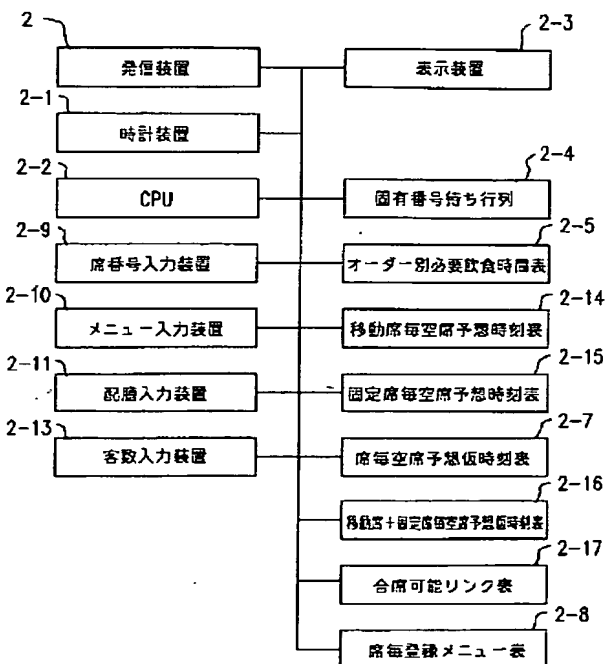 2
発信装置
2-3
表示装置
2-1
時計装置
2-2
CPU
2-4
固有番号待ち行列
2-9
席番号入力装置
2-5
オーダー別必要飲食時間表
2-10
メニュー入力装置
2-14
移動席毎空席予想時刻表
2-11
配膳入力装置
2-15
固定席毎空席予想時刻表
2-13
客数入力装置
2-7
席毎空席予想仮時刻表
2-16
移動席+固定席毎空席予想仮時刻表
2-17
合席可能リンク表
2-8
席毎登録メニュー表